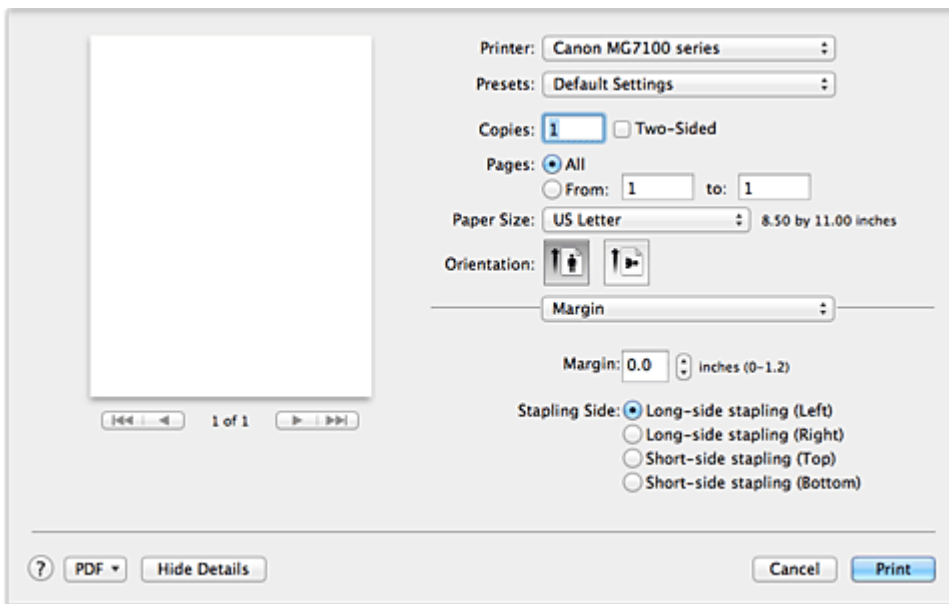 Printer: Canon MG7100 series
Presets: Default Settings
Copies: 1 Two-Sided
Pages: All
From: 1 to: 1
Paper Size: US Letter 8.50 by 11.00 inches
Orientation:
Margin
Margin: 0.0 inches (0-1.2)
1 of 1
Stapling Side: Long-side stapling (Left)
Long-side stapling (Right)
Short-side stapling (Top)
Short-side stapling (Bottom)
? PDF Hide Details Cancel Print